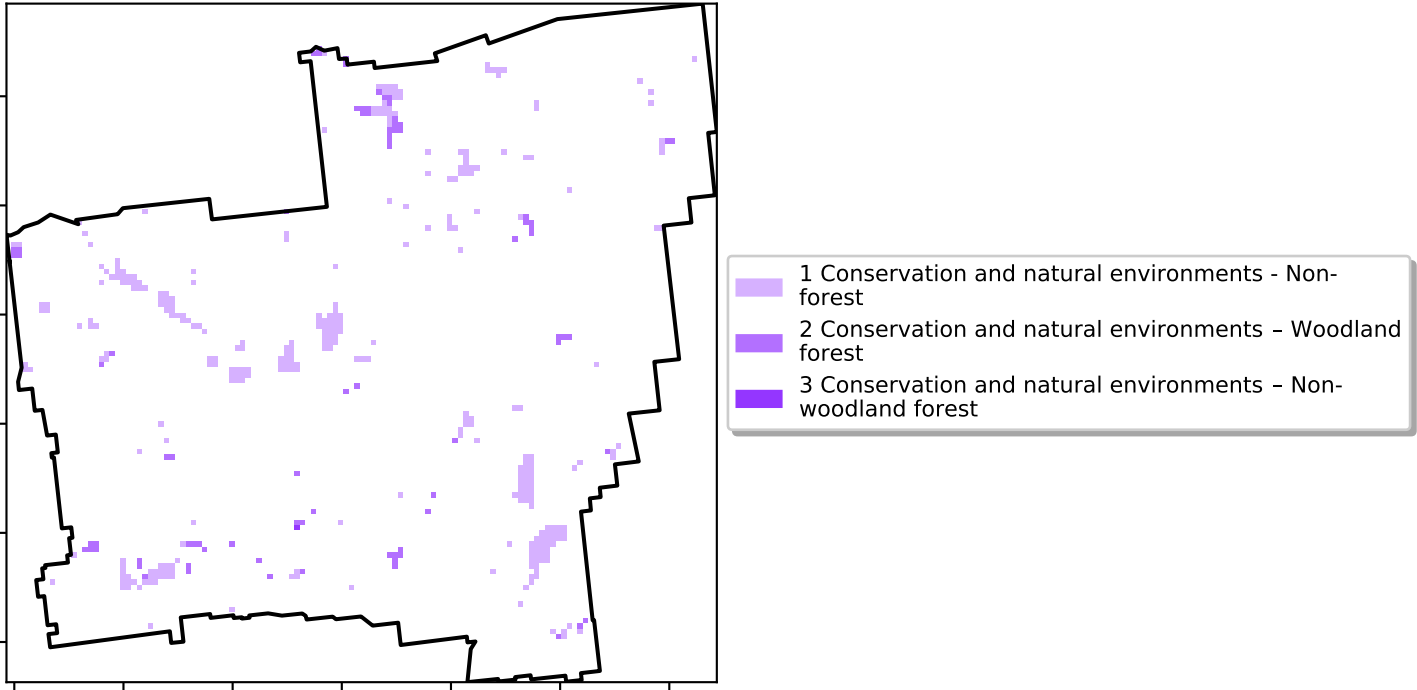 1 Conservation and natural environments - Non-
forest
2 Conservation and natural environments – Woodland
forest
3 Conservation and natural environments – Non-
woodland forest